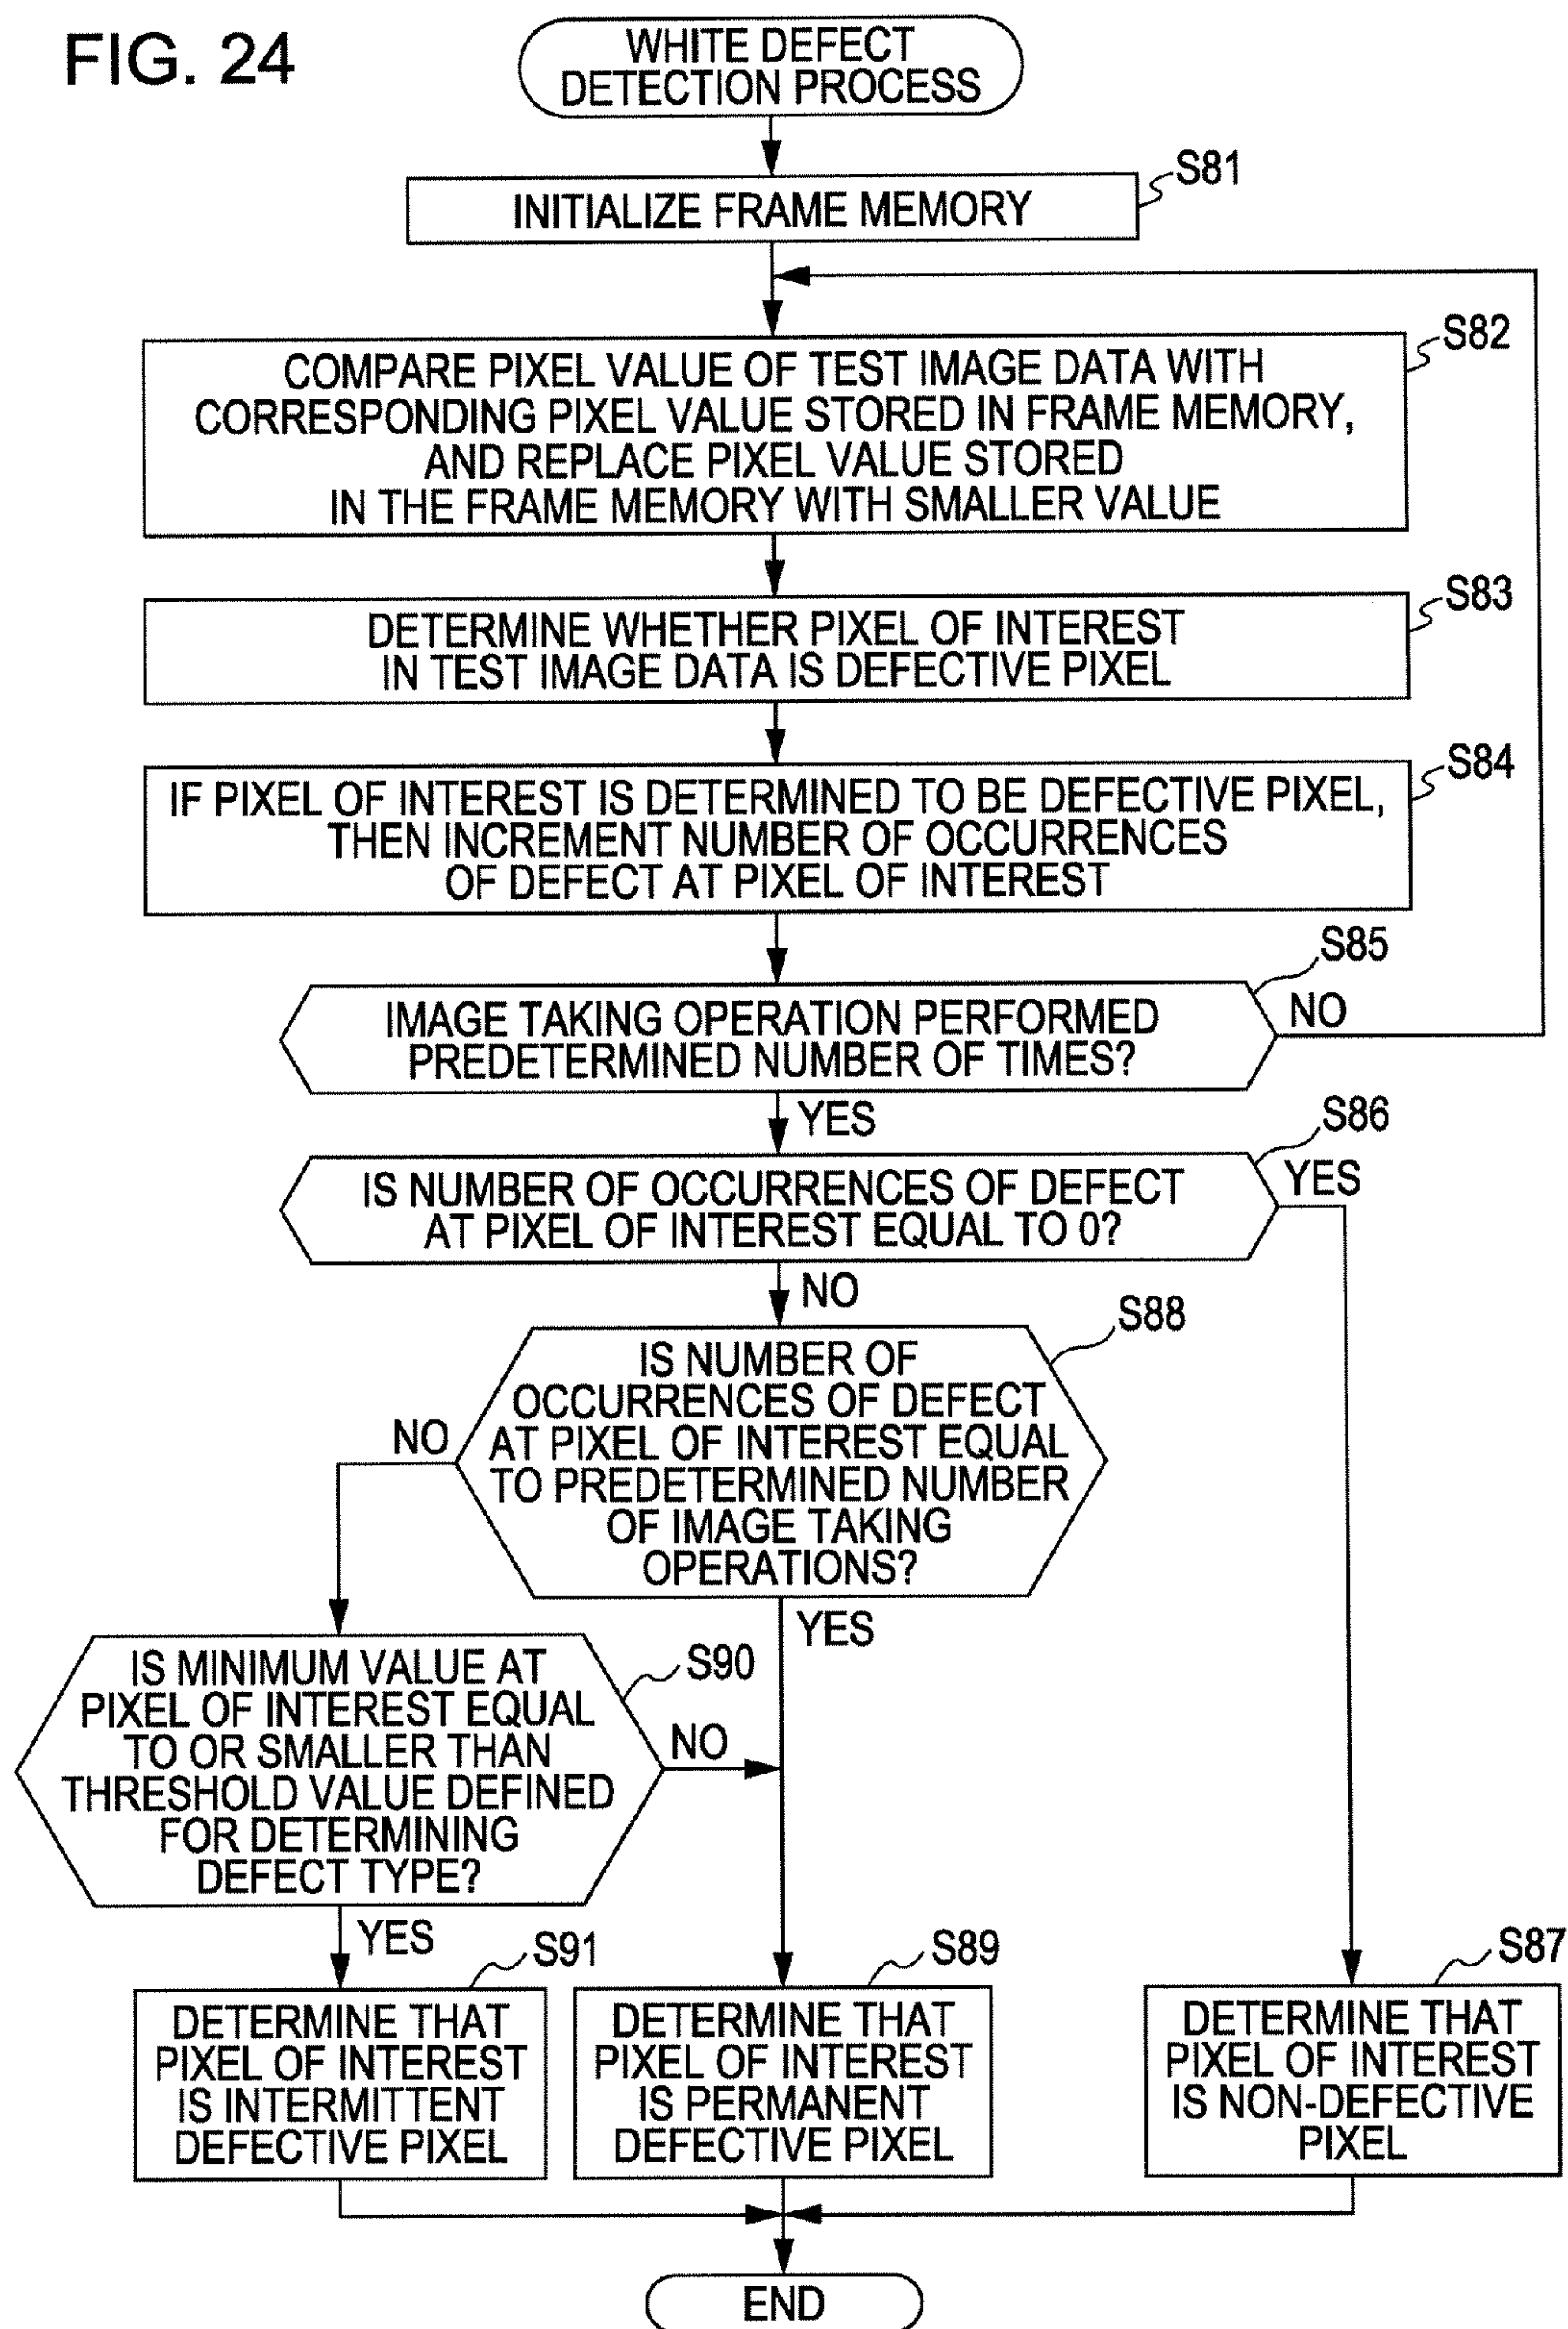 FIG. 24
WHITE DEFECT
DETECTION PROCESS
S81
INITIALIZE FRAME MEMORY
S82
COMPARE PIXEL VALUE OF TEST IMAGE DATA WITH
CORRESPONDING PIXEL VALUE STORED IN FRAME MEMORY,
AND REPLACE PIXEL VALUE STORED
IN THE FRAME MEMORY WITH SMALLER VALUE
S83
DETERMINE WHETHER PIXEL OF INTEREST
IN TEST IMAGE DATA IS DEFECTIVE PIXEL
S84
IF PIXEL OF INTEREST IS DETERMINED TO BE DEFECTIVE PIXEL,
THEN INCREMENT NUMBER OF OCCURRENCES
OF DEFECT AT PIXEL OF INTEREST
S85
IMAGE TAKING OPERATION PERFORMED
PREDETERMINED NUMBER OF TIMES?
NO
YES
S86
IS NUMBER OF OCCURRENCES OF DEFECT
AT PIXEL OF INTEREST EQUAL TO 0?
YES
NO
S88
IS NUMBER OF
OCCURRENCES OF DEFECT
AT PIXEL OF INTEREST EQUAL
TO PREDETERMINED NUMBER
OF IMAGE TAKING
OPERATIONS?
NO
YES
S90
IS MINIMUM VALUE AT
PIXEL OF INTEREST EQUAL
TO OR SMALLER THAN
THRESHOLD VALUE DEFINED
FOR DETERMINING
DEFECT TYPE?
NO
YES
S91
DETERMINE THAT
PIXEL OF INTEREST
IS INTERMITTENT
DEFECTIVE PIXEL
S89
DETERMINE THAT
PIXEL OF INTEREST
IS PERMANENT
DEFECTIVE PIXEL
S87
DETERMINE THAT
PIXEL OF INTEREST
IS NON-DEFECTIVE
PIXEL
END